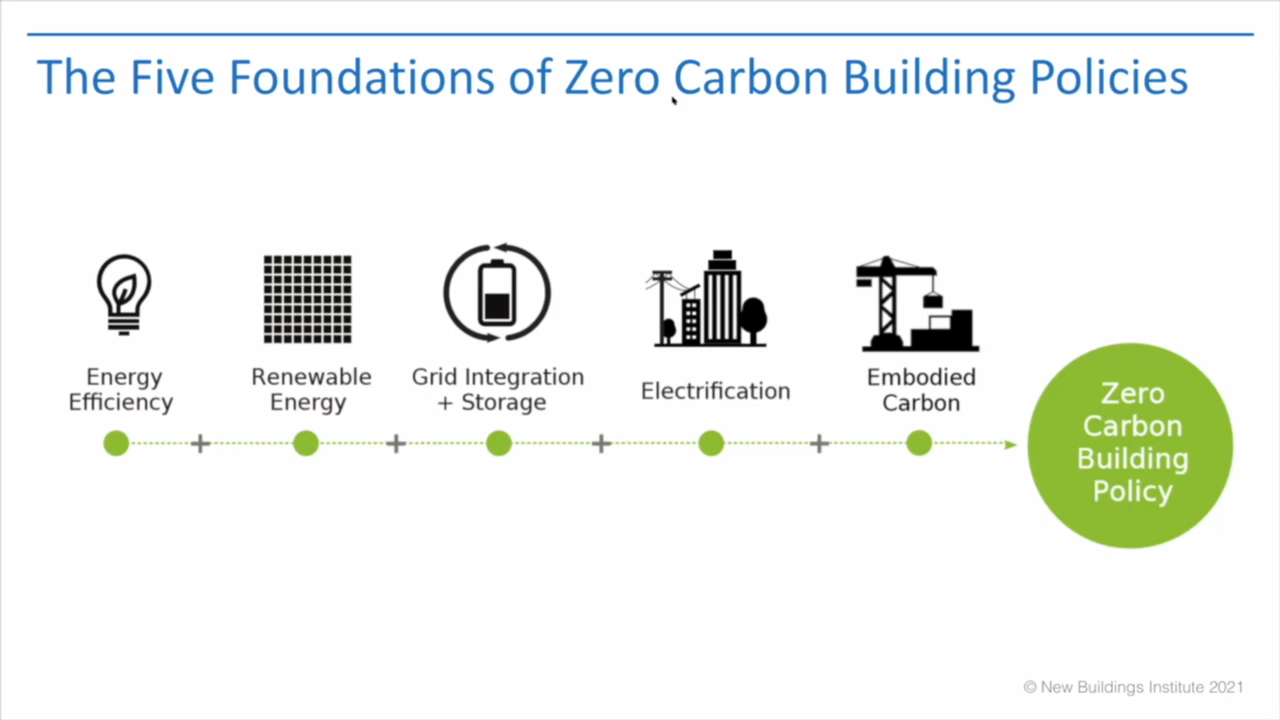 The Five Foundations of Zero Carbon Building Policies
Energy
Efficiency
Renewable
Energy
Grid Integration
+ Storage
Electrification
Embodied
Carbon
Zero
Carbon
Building
Policy
© New Buildings Institute 2021